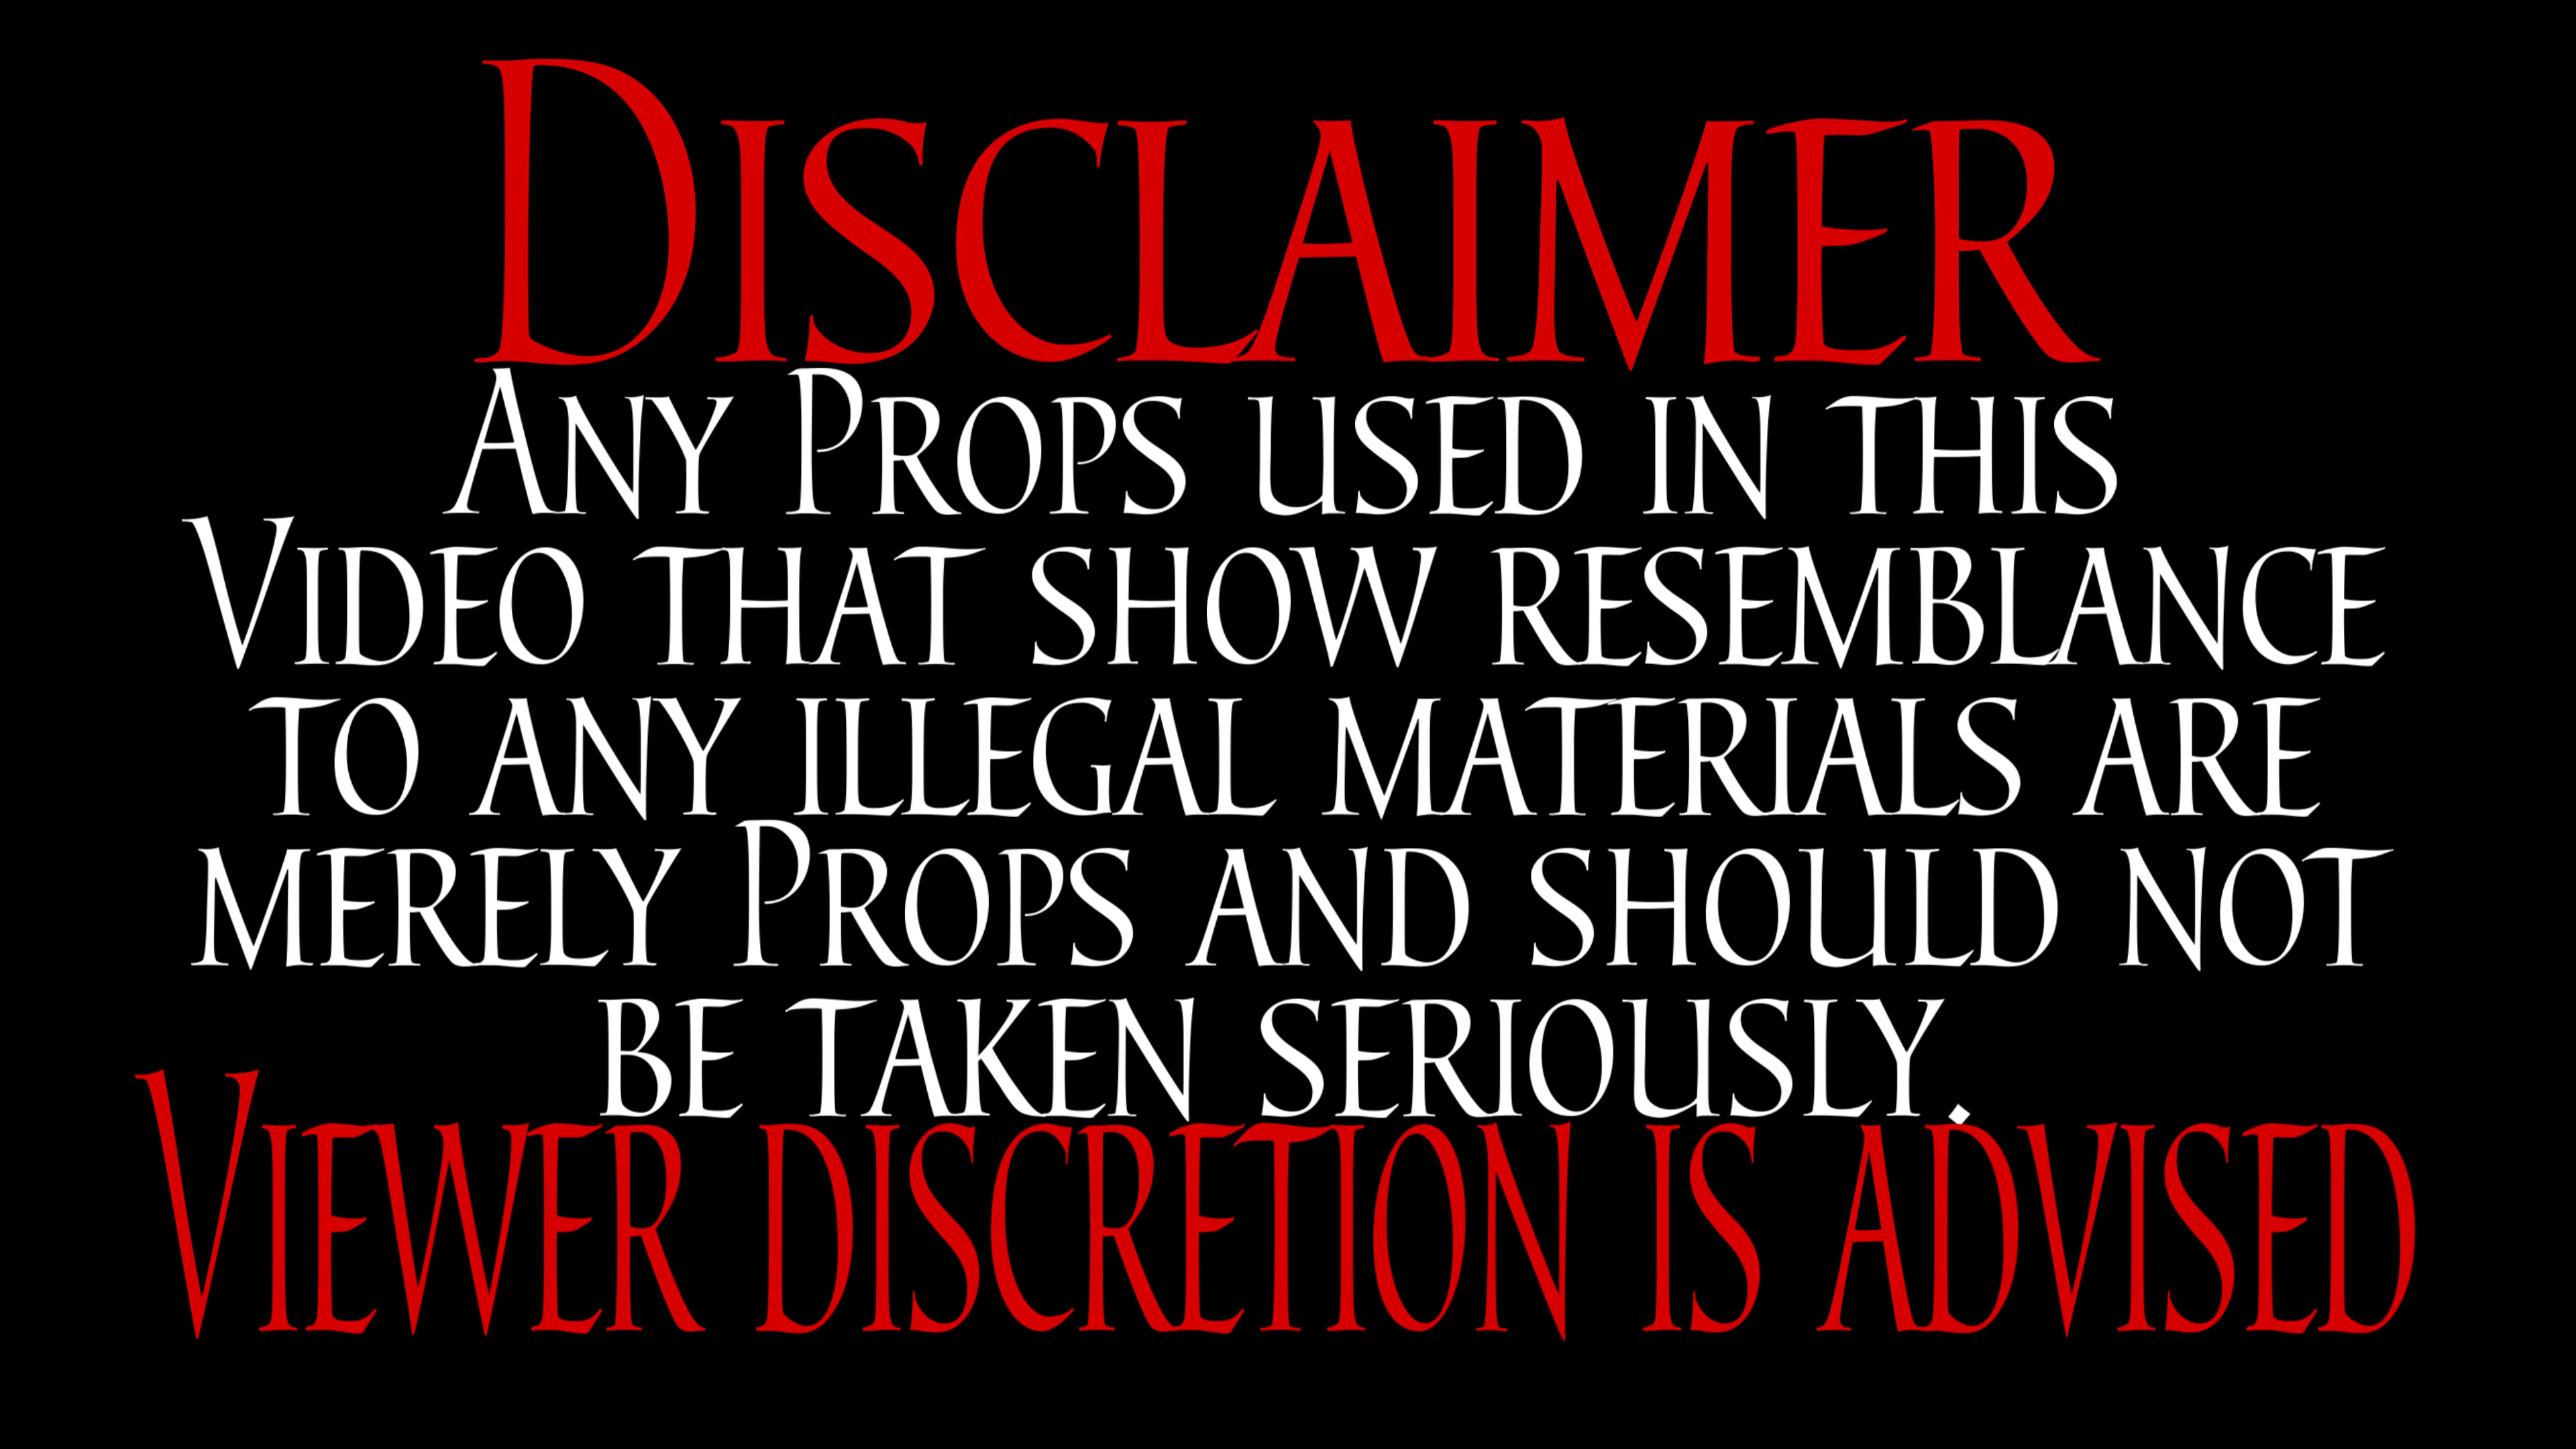 Disclaimer
Any Props used in this
Video that show resemblance
to any illegal materials are
merely Props and should not
be taken seriously.
Viewer discretion is advised